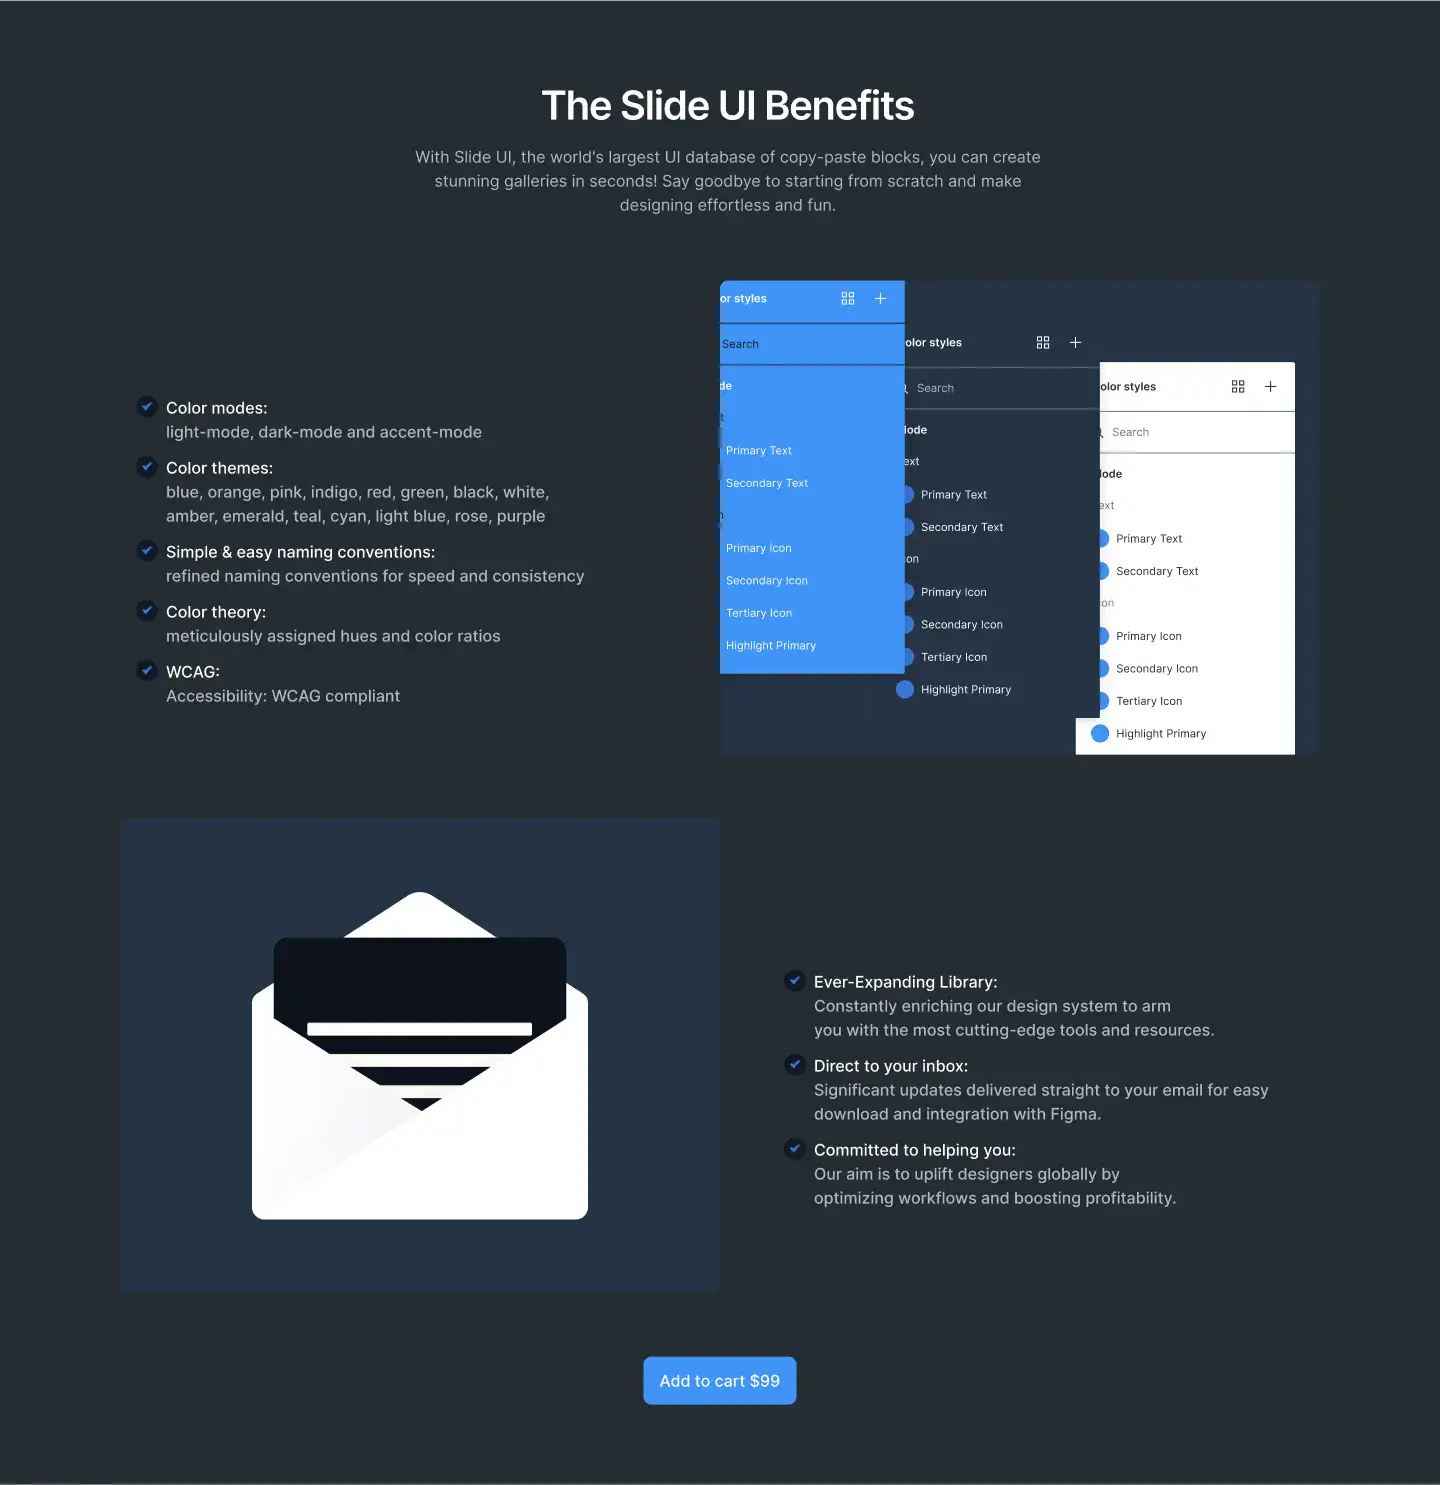 The Slide UI Benefits
With Slide UI, the world's largest UI database of copy-paste blocks, you can create
stunning galleries in seconds! Say goodbye to starting from scratch and make
designing effortless and fun.
Color modes:
light-mode, dark-mode and accent-mode
Color themes:
blue, orange, pink, indigo, red, green, black, white,
amber, emerald, teal, cyan, light blue, rose, purple
Simple & easy naming conventions:
refined naming conventions for speed and consistency
Color theory:
meticulously assigned hues and color ratios
WCAG:
Accessibility: WCAG compliant
or styles
Search
de
t
Primary Text
Secondary Text
n
Primary icon
Secondary Icon
Tertiary Icon
Highlight Primary
olor styles
Search
lode
ext
Primary Text
Secondary Text
con
Primary Icon
Secondary Icon
Tertiary Icon
Highlight Primary
olor styles
Search
lode
ext
Primary Text
Secondary Text
con
Primary Icon
Secondary Icon
Tertiary Icon
Highlight Primary
Ever-Expanding Library:
Constantly enriching our design system to arm
you with the most cutting-edge tools and resources.
Direct to your inbox:
Significant updates delivered straight to your email for easy
download and integration with Figma.
Committed to helping you:
Our aim is to uplift designers globally by
optimizing workflows and boosting profitability.
Add to cart $99